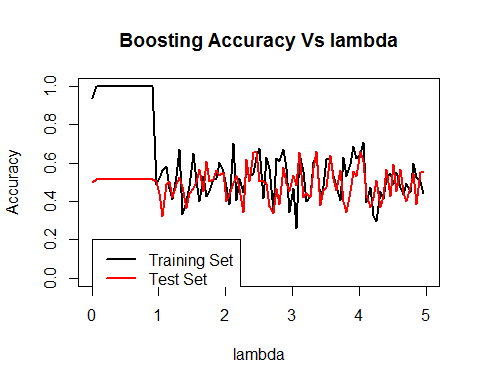 Boosting Accuracy Vs lambda
Accuracy
1.0
0.8
0.6
0.4
0.2
0.0
Training Set
Test Set
0 1 2 3 4 5
lambda